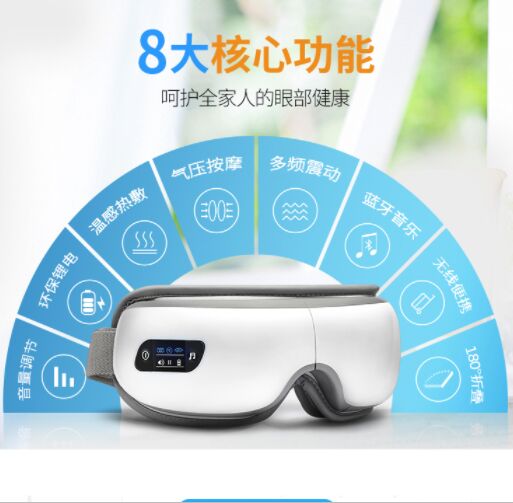 8大核心功能
呵护全家人的眼部健康
音量调节
环保锂电
温感热敷
气压按摩
多频震动
蓝牙音乐
无线便携
180°折叠